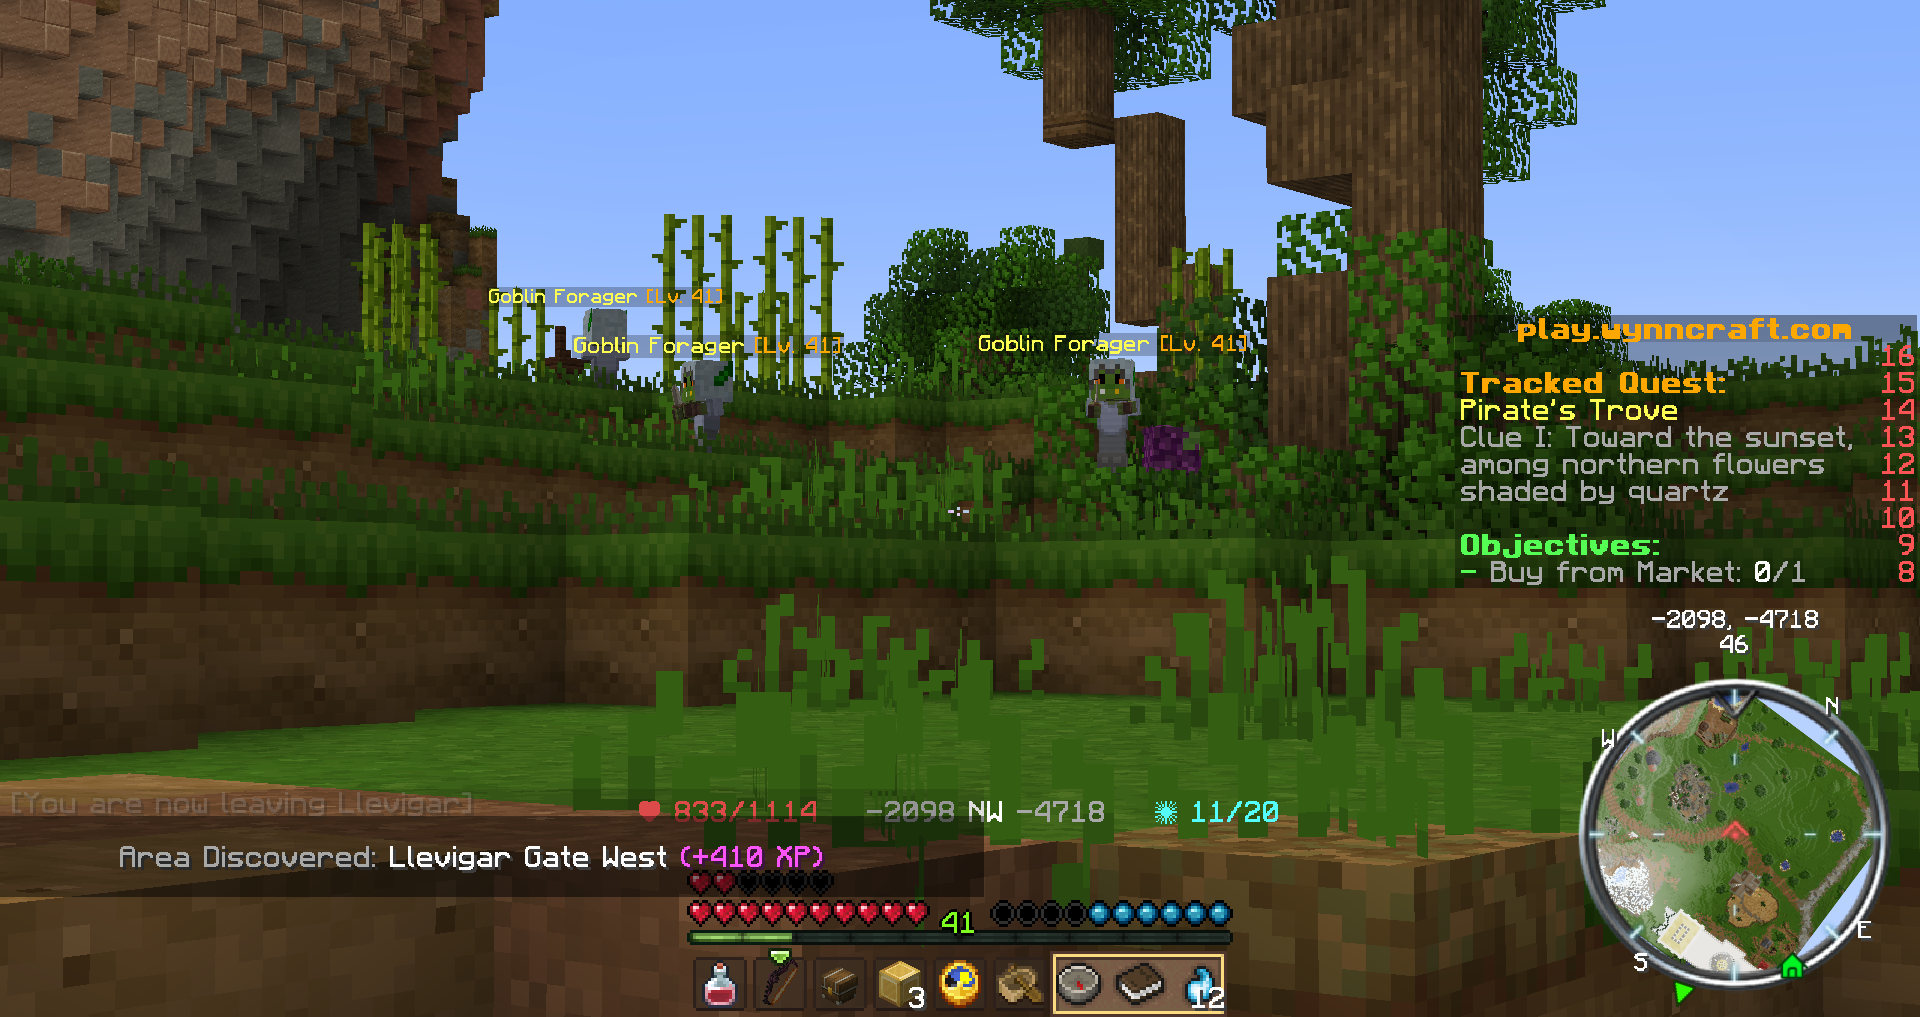 Goblin Forager [Lv. 41]
Goblin Forager [Lv. 41]
Goblin Forager [Lv. 41]
play.wynncraft.com
16
Tracked Quest: 15
Pirate's Trove 14
Clue I: Toward the sunset, 13
among northern flowers 12
shaded by quartz 11
10
Objectives: 9
- Buy from Market: 0/1 8
-2098, -4718
46
N
W
E
S
[You are now leaving Llevigar]
Area Discovered: Llevigar Gate West (+410 XP)
833/1114 -2098 NW -4718 11/20
41
3
12